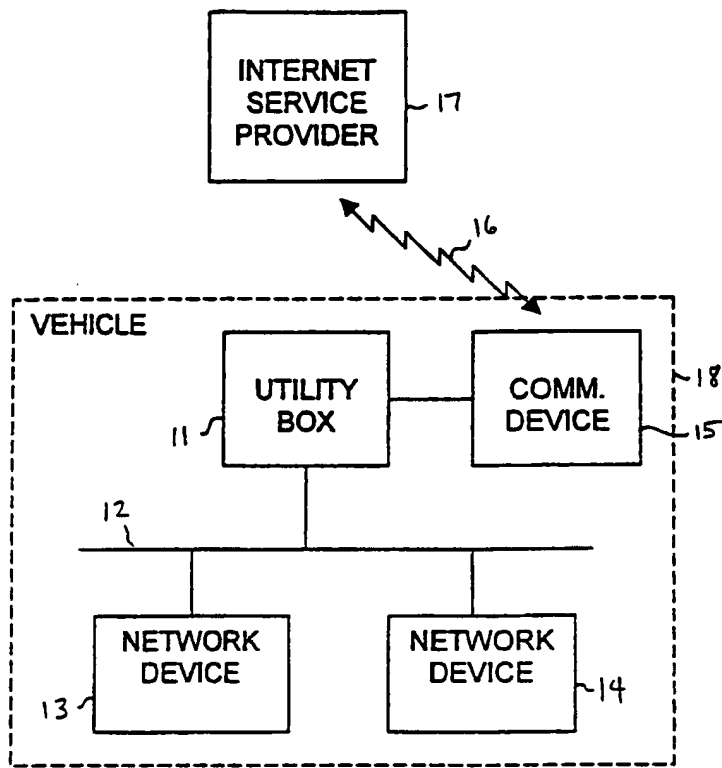 INTERNET
SERVICE
PROVIDER
17
16
VEHICLE
UTILITY
BOX
11
COMM.
DEVICE
18
15
12
NETWORK
DEVICE
13
NETWORK
DEVICE
14